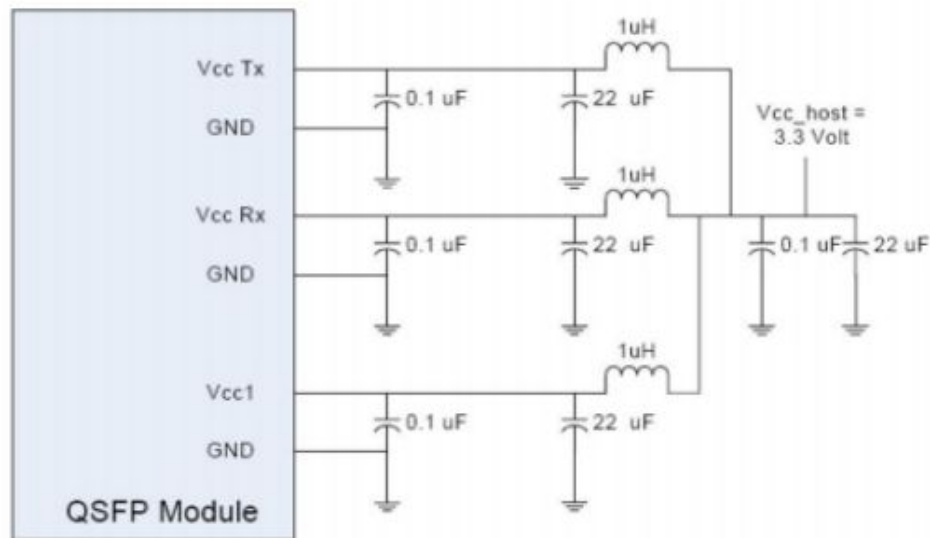 1uH
Vcc Tx
0.1 uF
22 uF
GND
Vcc_host =
3.3 Volt
1uH
Vcc Rx
0.1 uF
22 uF
0.1 uF
22 uF
GND
1uH
Vcc1
0.1 uF
22 uF
GND
QSFP Module